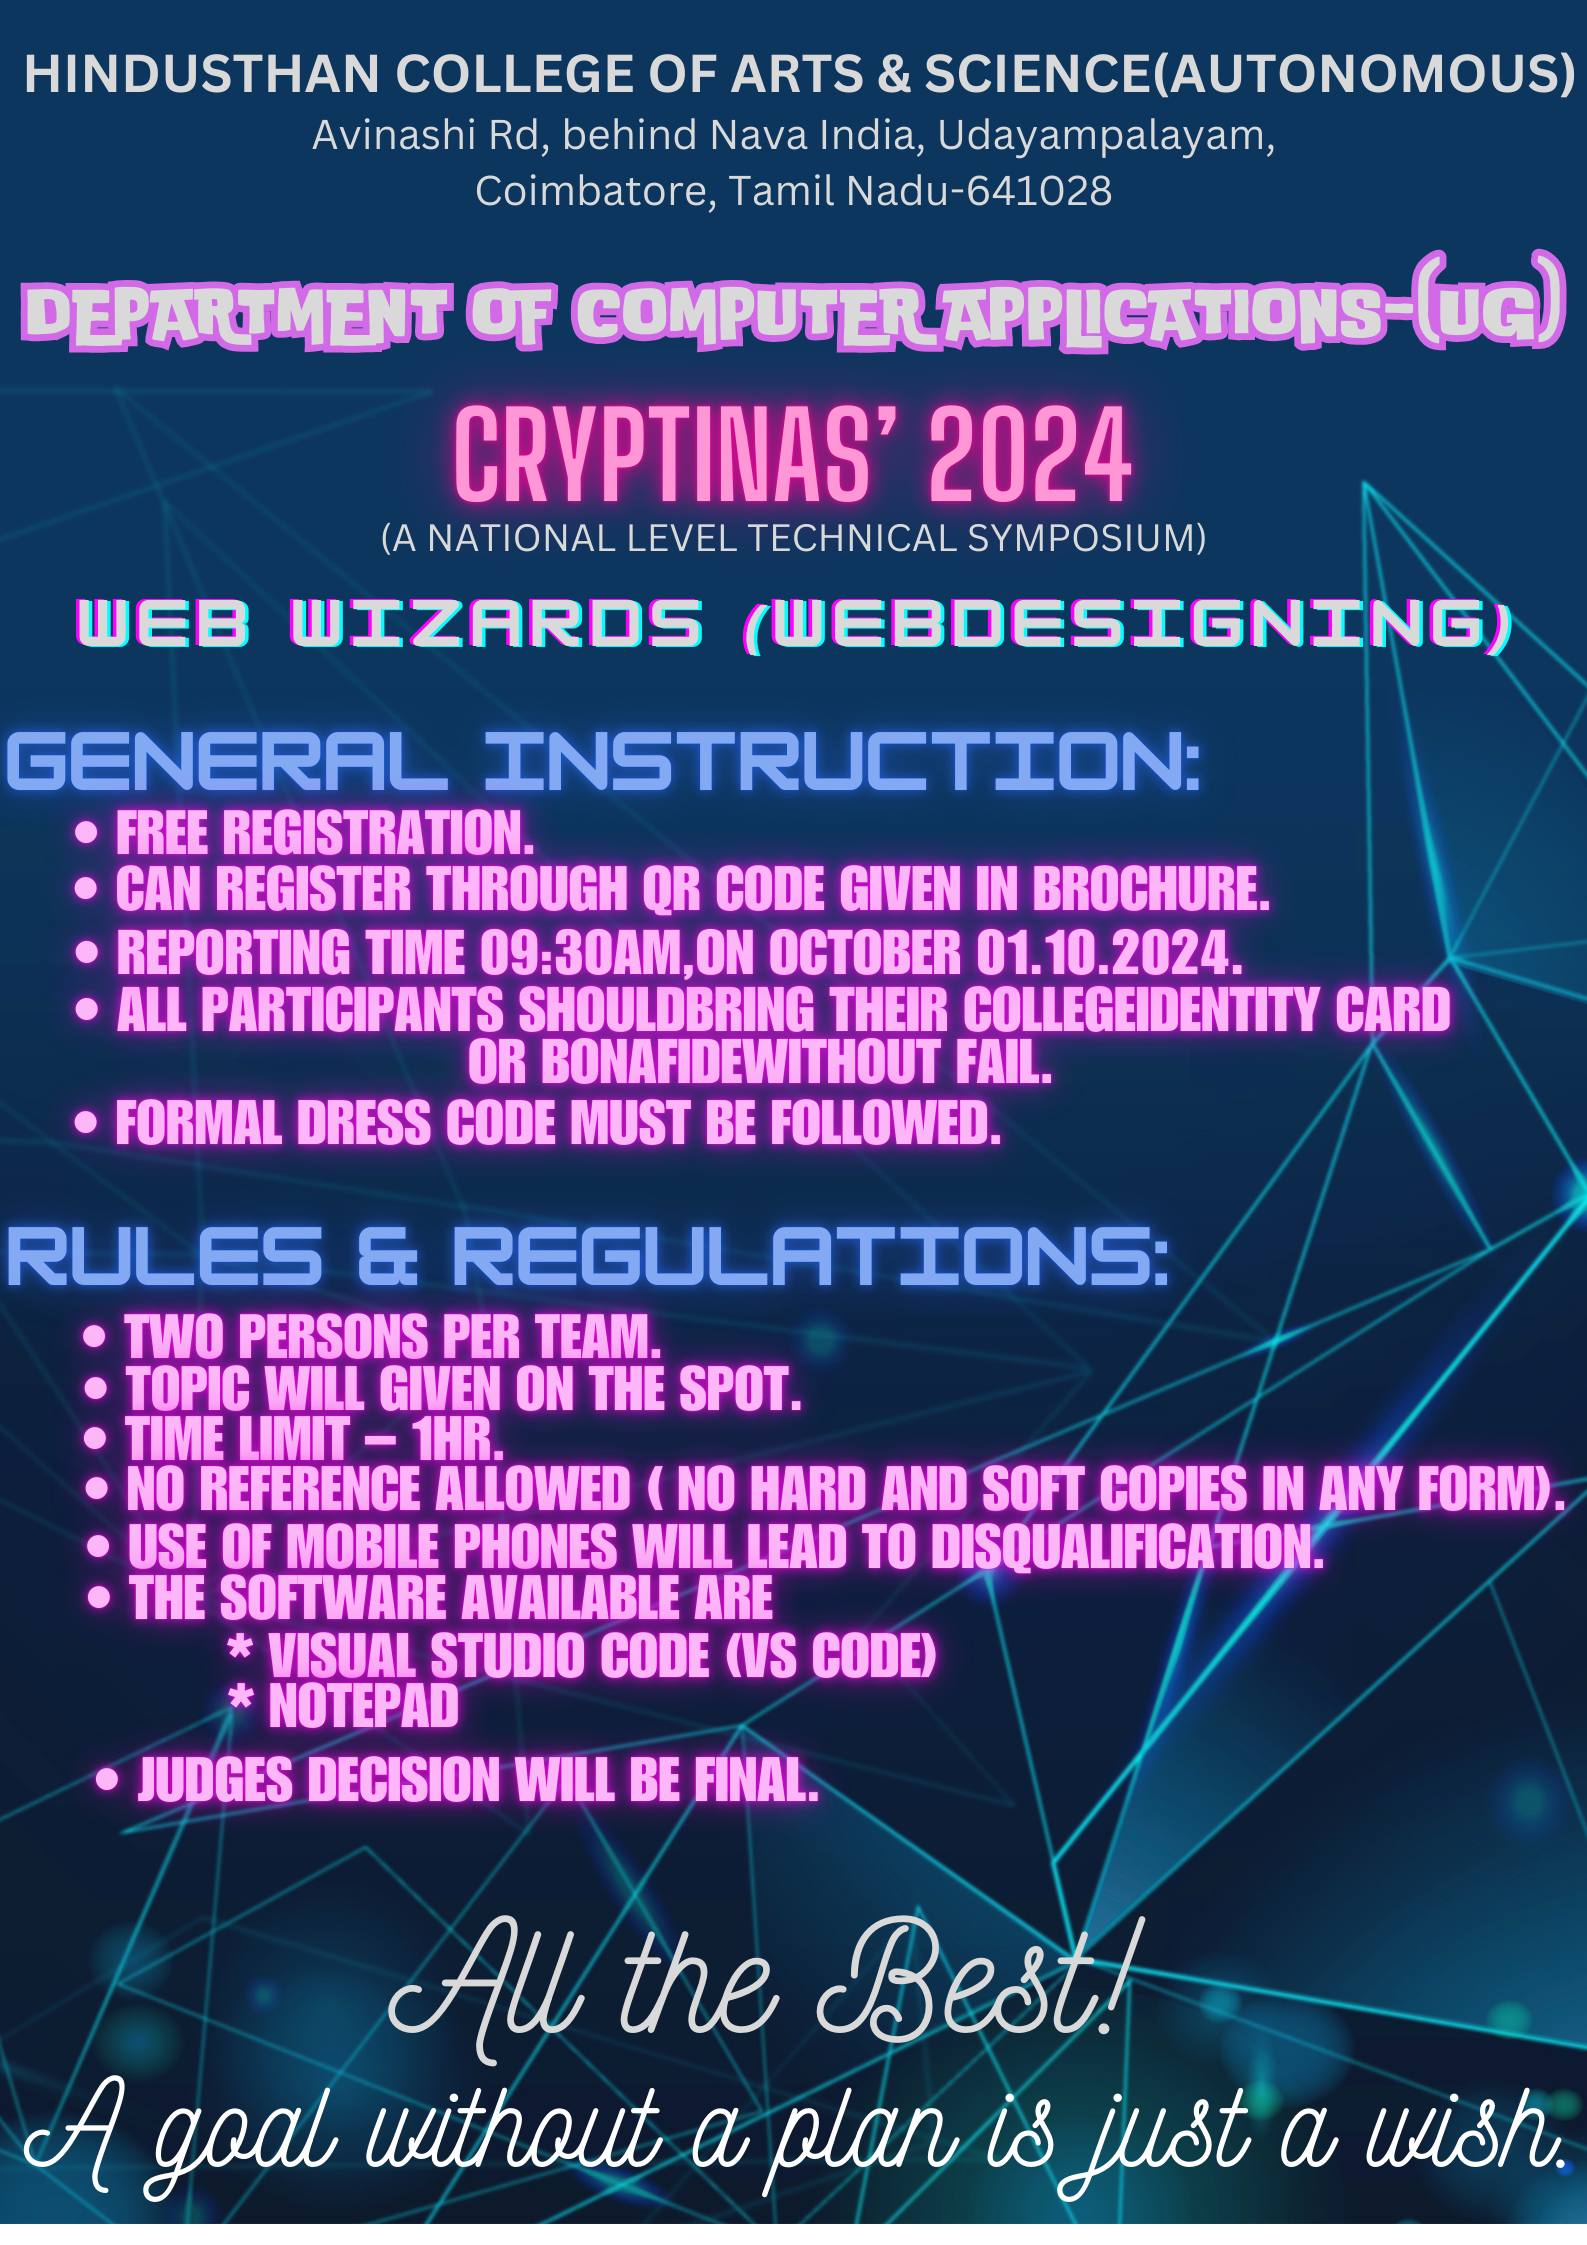 HINDUSTHAN COLLEGE OF ARTS & SCIENCE(AUTONOMOUS)
Avinashi Rd, behind Nava India, Udayampalayam,
Coimbatore, Tamil Nadu-641028
DEPARTMENT OF COMPUTER APPLICATIONS-(UG)
CRYPTINAS' 2024
(A NATIONAL LEVEL TECHNICAL SYMPOSIUM)
WEB WIZARDS (WEBDESIGNING)
GENERAL INSTRUCTION:
• FREE REGISTRATION.
• CAN REGISTER THROUGH QR CODE GIVEN IN BROCHURE.
• REPORTING TIME 09:30AM,ON OCTOBER 01.10.2024.
• ALL PARTICIPANTS SHOULDBRING THEIR COLLEGEIDENTITY CARD
OR BONAFIDEWITHOUT FAIL.
• FORMAL DRESS CODE MUST BE FOLLOWED.
RULES & REGULATIONS:
• TWO PERSONS PER TEAM.
• TOPIC WILL GIVEN ON THE SPOT.
• TIME LIMIT – 1HR.
• NO REFERENCE ALLOWED ( NO HARD AND SOFT COPIES IN ANY FORM).
• USE OF MOBILE PHONES WILL LEAD TO DISQUALIFICATION.
• THE SOFTWARE AVAILABLE ARE
* VISUAL STUDIO CODE (VS CODE)
* NOTEPAD
• JUDGES DECISION WILL BE FINAL.
All the Best!
A goal without a plan is just a wish.